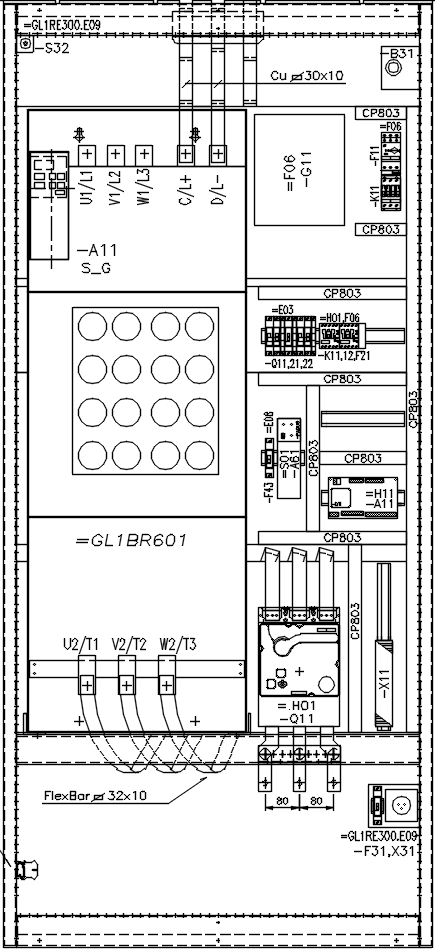 =GL1RE300.E09
-S32
-B31
Cu ▱30x10
CP803
=F06
-F11
-K11
CP803
=F06
-G11
U1/L1
V1/L2
W1/L3
C/L+
D/L-
-A11
S_G
CP803
=E03
=H01,F06
-Q11,21,22
-K11,12,F21
CP803
CP803
=E08
-F43
=S01
-A61
CP803
CP803
=H11
-A11
CP803
=GL1BR601
U2/T1
V2/T2
W2/T3
CP803
=.H01
-Q11
-X11
80
80
FlexBar ▱ 32x10
=GL1RE300.E09
-F31,X31